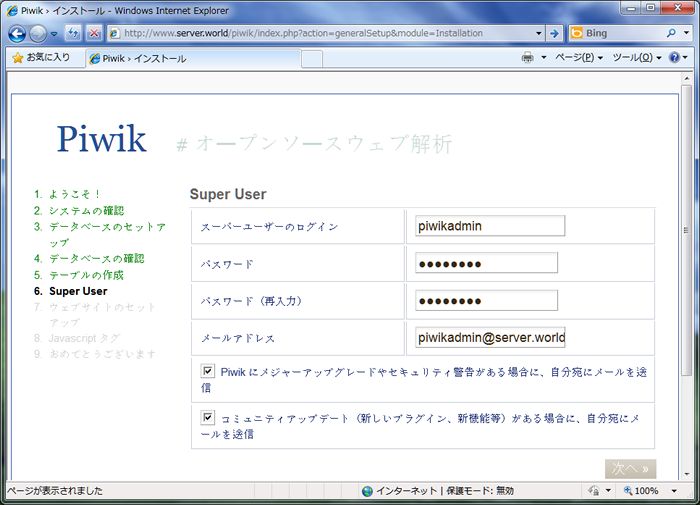 Piwik › インストール - Windows Internet Explorer
http://www.server.world/piwik/index.php?action=generalSetup&module=Installation
Bing
お気に入り
Piwik › インストール
ページ(P)
ツール(O)
Piwik # オープンソースウェブ解析
1. ようこそ！
2. システムの確認
3. データベースのセットア
ップ
4. データベースの確認
5. テーブルの作成
6. Super User
7. ウェブサイトのセット
アップ
8. Javascript タグ
9. おめでとうございます
Super User
スーパーユーザーのログイン piwikadmin
パスワード ●●●●●●●●
パスワード（再入力） ●●●●●●●●
メールアドレス piwikadmin@server.world
Piwik にメジャーアップグレードやセキュリティ警告がある場合に、自分宛にメールを送
信
コミュニティアップデート（新しいプラグイン、新機能等）がある場合に、自分宛にメ
ールを送信
次へ »
ページが表示されました
インターネット | 保護モード: 無効
100%